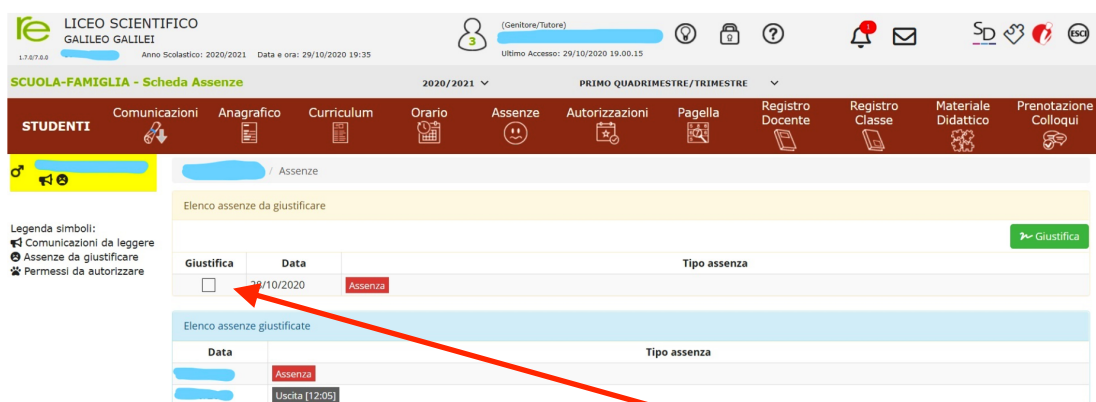 re LICEO SCIENTIFICO
GALILEO GALILEI
1.7.0/7.0.0 Anno Scolastico: 2020/2021 Data e ora: 29/10/2020 19:35
3
(Genitore/Tutore)
Ultimo Accesso: 29/10/2020 19.00.15
1
SD
ESCI
SCUOLA-FAMIGLIA - Scheda Assenze 2020/2021 PRIMO QUADRIMESTRE/TRIMESTRE
STUDENTI
Comunicazioni
Anagrafico
Curriculum
Orario
Assenze
Autorizzazioni
Pagella
Registro
Docente
Registro
Classe
Materiale
Didattico
Prenotazione
Colloqui
/ Assenze
Legenda simboli:
Comunicazioni da leggere
Assenze da giustificare
Permessi da autorizzare
Elenco assenze da giustificare
Giustifica
Giustifica Data Tipo assenza
28/10/2020 Assenza
Elenco assenze giustificate
Data Tipo assenza
Assenza
Uscita [12:05]